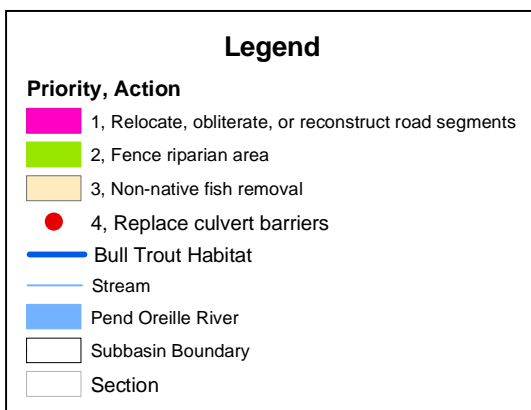 Legend
Priority, Action
1, Relocate, obliterate, or reconstruct road segments
2, Fence riparian area
3, Non-native fish removal
4, Replace culvert barriers
Bull Trout Habitat
Stream
Pend Oreille River
Subbasin Boundary
Section